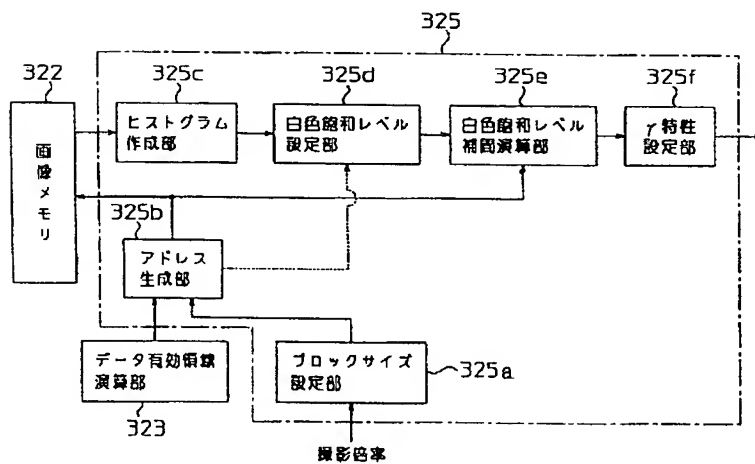 325
322
325c
325d
325e
325f
ヒストグラム
作成部
白色飽和レベル
設定部
白色飽和レベル
補間演算部
γ特性
設定部
画像メモリ
325b
アドレス
生成部
データ有効領域
演算部
323
ブロックサイズ
設定部
325a
撮影倍率